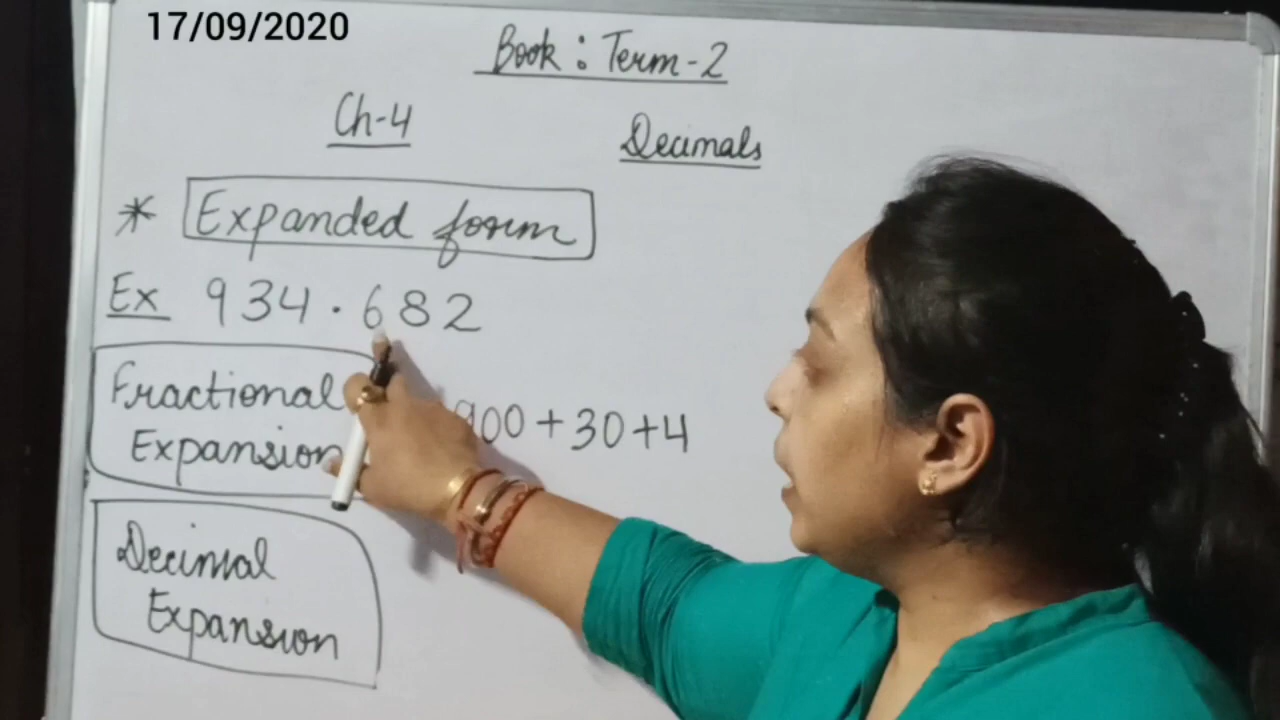 17/09/2020
Book : Term-2
Ch-4 Decimals
* Expanded form
Ex 934.682
Fractional
Expansion
900+30+4
Decimal
Expansion